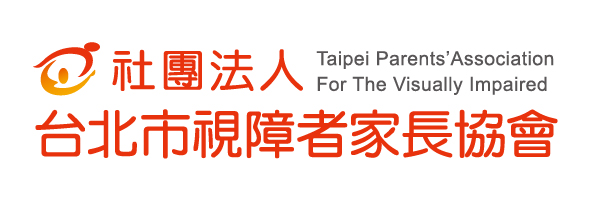 社團法人
Taipei Parents'Association
For The Visually Impaired
台北市視障者家長協會